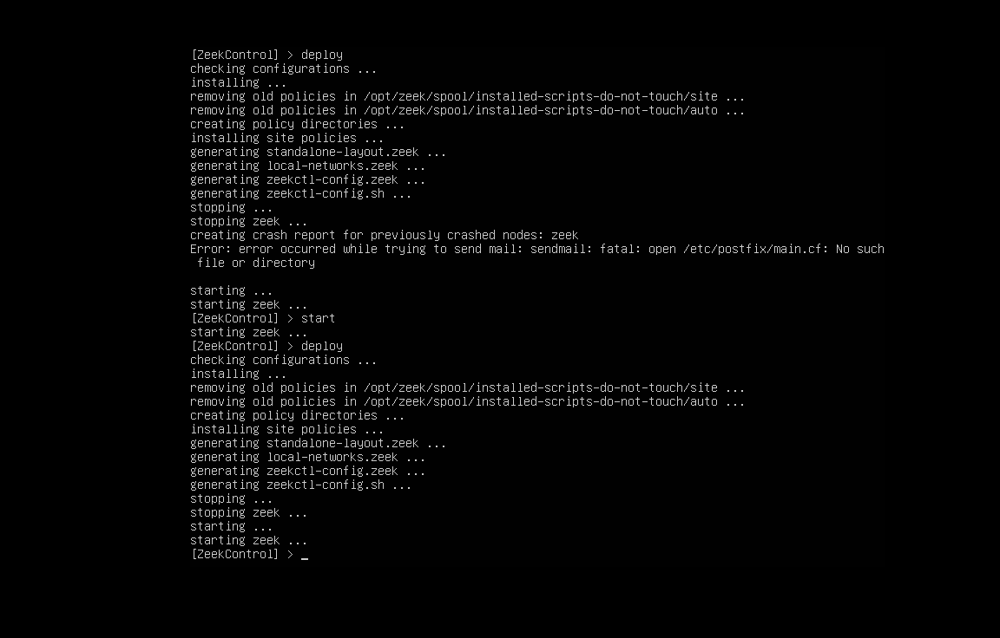 [ZeekControl] > deploy
checking configurations ...
installing ...
removing old policies in /opt/zeek/spool/installed-scripts-do-not-touch/site ...
removing old policies in /opt/zeek/spool/installed-scripts-do-not-touch/auto ...
creating policy directories ...
installing site policies ...
generating standalone-layout.zeek ...
generating local-networks.zeek ...
generating zeekctl-config.zeek ...
generating zeekctl-config.sh ...
stopping ...
stopping zeek ...
creating crash report for previously crashed nodes: zeek
Error: error occurred while trying to send mail: sendmail: fatal: open /etc/postfix/main.cf: No such
 file or directory
starting ...
starting zeek ...
[ZeekControl] > start
starting zeek ...
[ZeekControl] > deploy
checking configurations ...
installing ...
removing old policies in /opt/zeek/spool/installed-scripts-do-not-touch/site ...
removing old policies in /opt/zeek/spool/installed-scripts-do-not-touch/auto ...
creating policy directories ...
installing site policies ...
generating standalone-layout.zeek ...
generating local-networks.zeek ...
generating zeekctl-config.zeek ...
generating zeekctl-config.sh ...
stopping ...
stopping zeek ...
starting ...
starting zeek ...
[ZeekControl] > _